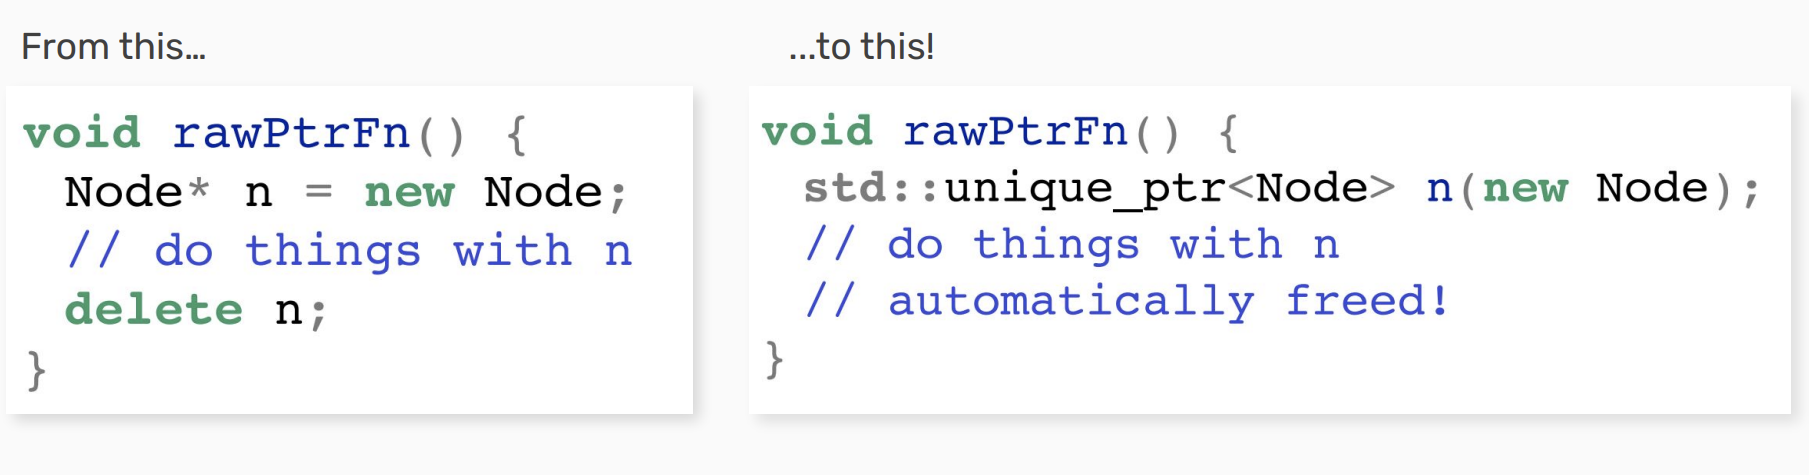 From this...
void rawPtrFn() {
Node* n = new Node;
// do things with n
delete n;
}
...to this!
void rawPtrFn() {
std::unique_ptr<Node> n(new Node);
// do things with n
// automatically freed!
}